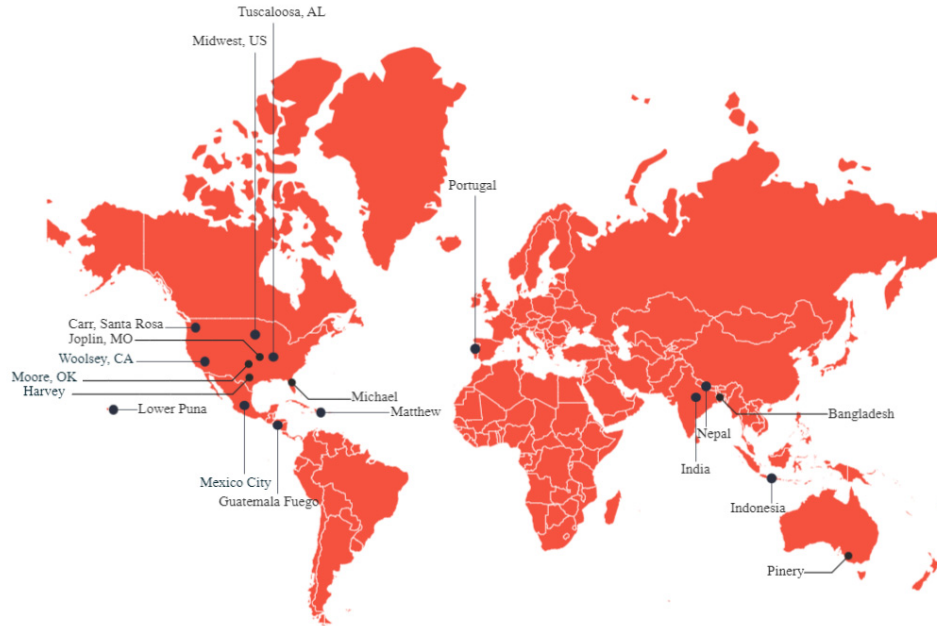 Tuscaloosa, AL
Midwest, US
Portugal
Carr, Santa Rosa
Joplin, MO
Woolsey, CA
Moore, OK
Harvey
Michael
Lower Puna
Matthew
Bangladesh
Nepal
India
Mexico City
Guatemala Fuego
Indonesia
Pinery